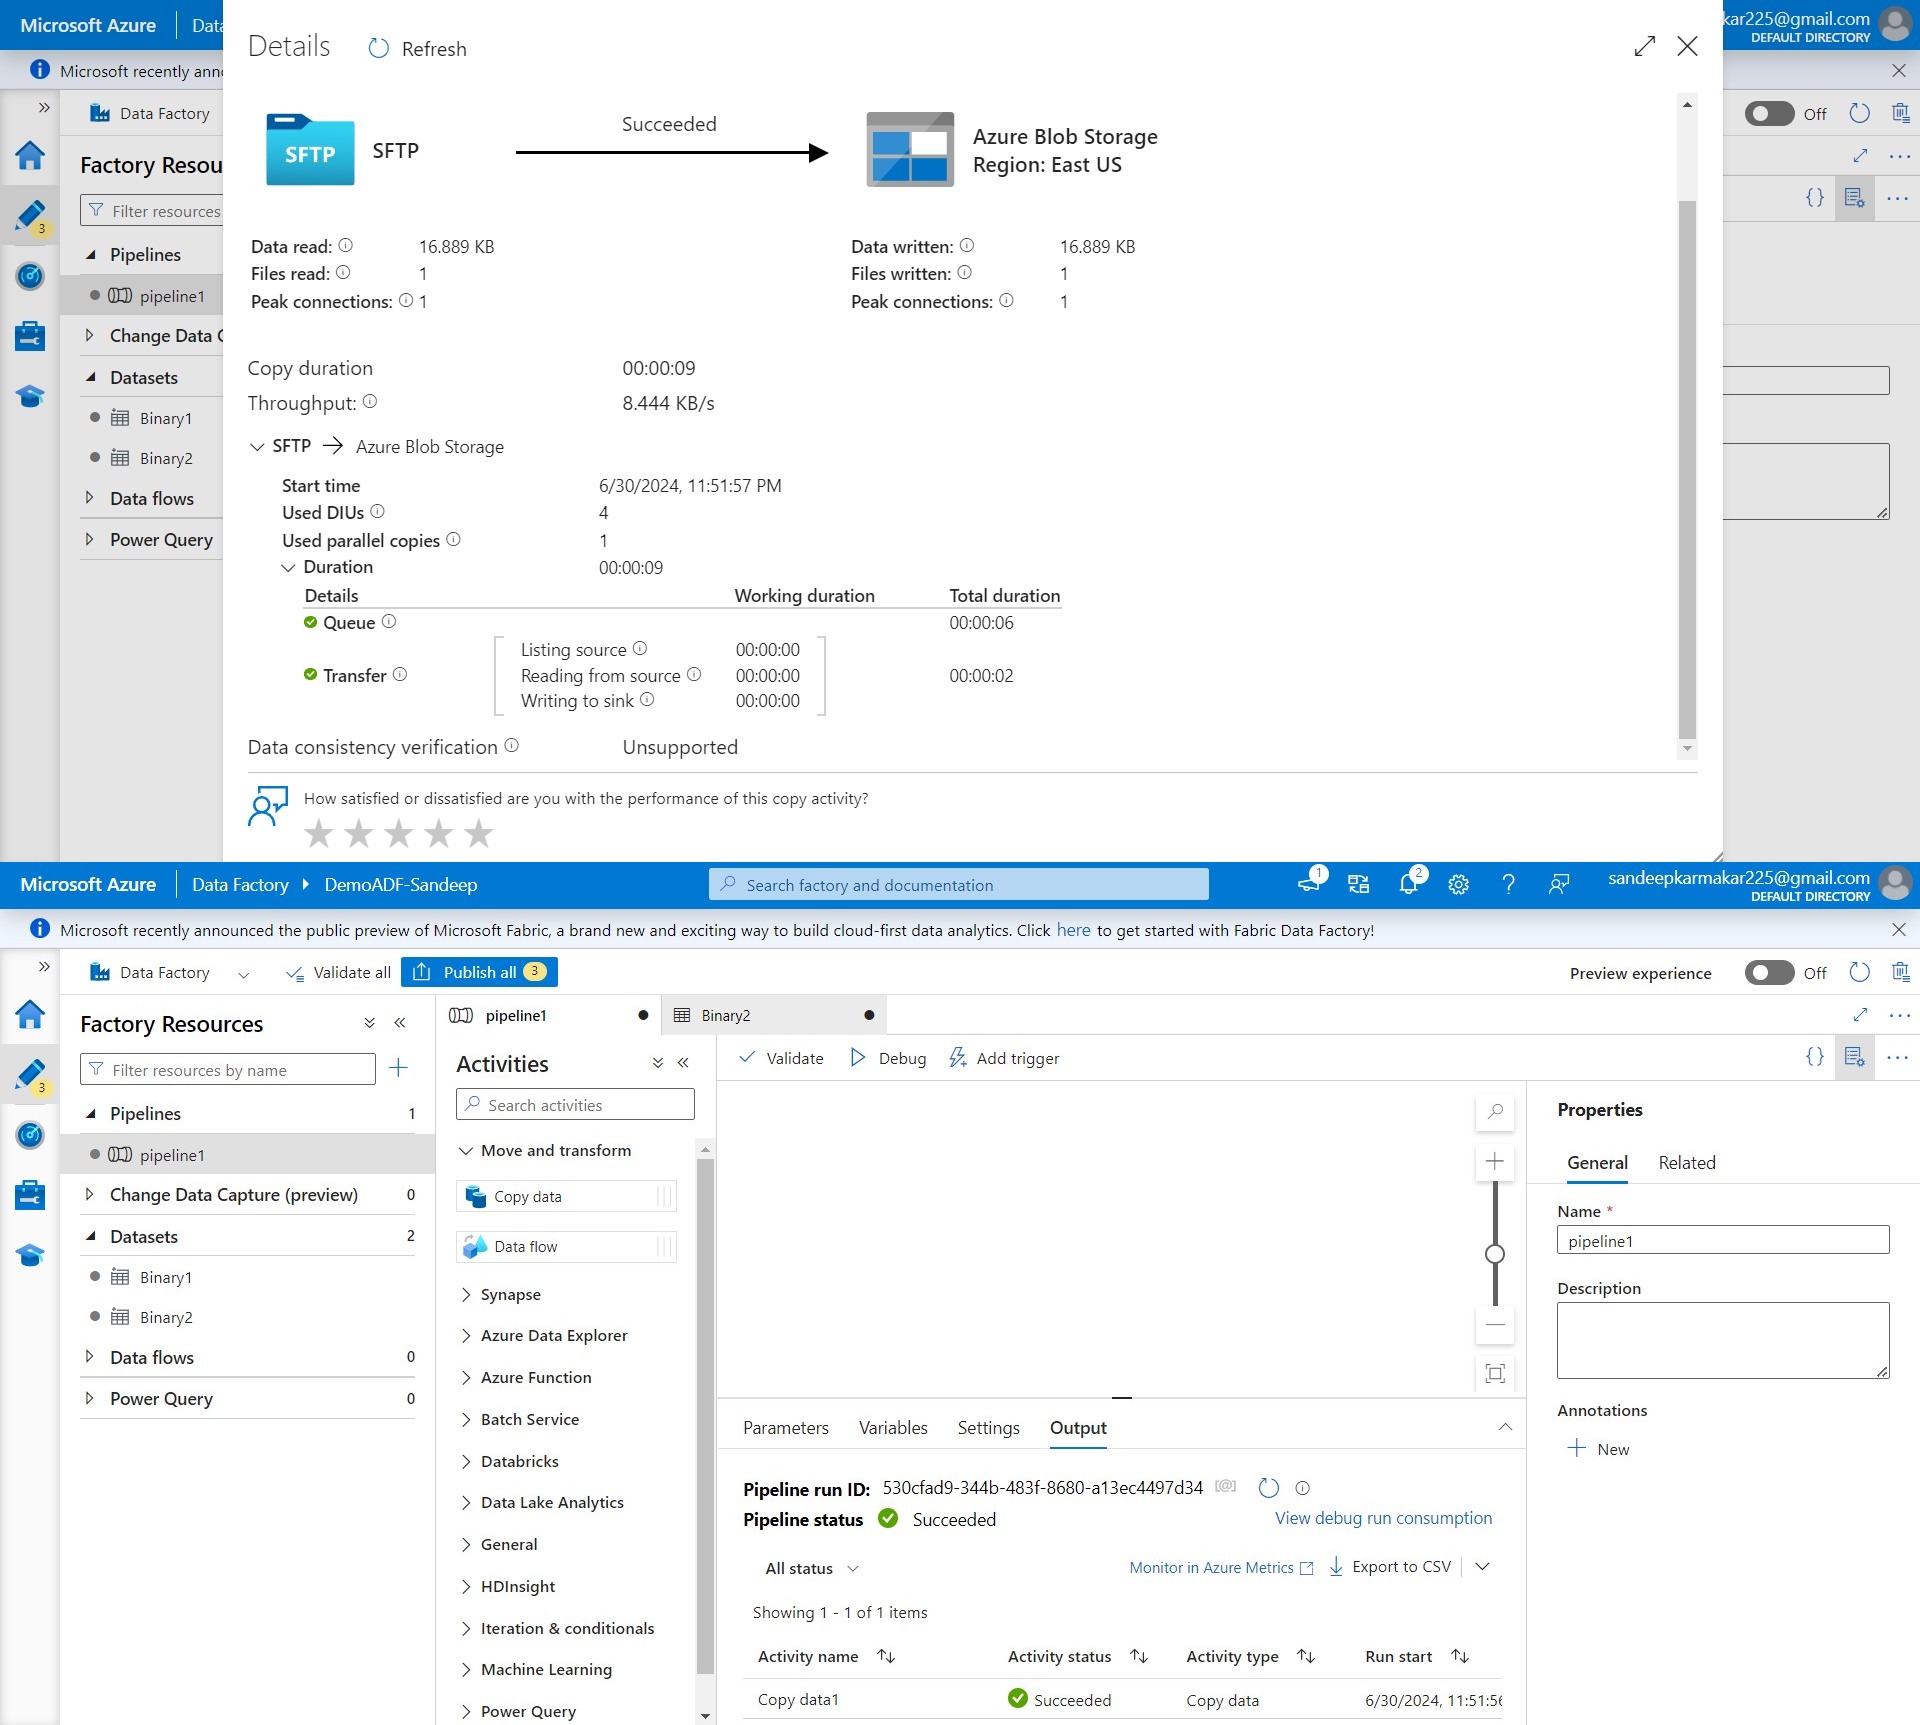 Microsoft Azure
Data
Details
Refresh
kar225@gmail.com
DEFAULT DIRECTORY
Microsoft recently ann
Data Factory
Off
SFTP
SFTP
Succeeded
Azure Blob Storage
Region: East US
Factory Resou
Filter resources
Pipelines
pipeline1
Change Data C
Datasets
Binary1
Binary2
Data flows
Power Query
3
Data read: 16.889 KB
Files read: 1
Peak connections: 1
Data written: 16.889 KB
Files written: 1
Peak connections: 1
Copy duration 00:00:09
Throughput: 8.444 KB/s
SFTP → Azure Blob Storage
Start time 6/30/2024, 11:51:57 PM
Used DIUs 4
Used parallel copies 1
Duration 00:00:09
Details Working duration Total duration
Queue 00:00:06
Listing source 00:00:00
Transfer Reading from source 00:00:00 00:00:02
Writing to sink 00:00:00
Data consistency verification Unsupported
How satisfied or dissatisfied are you with the performance of this copy activity?
Microsoft Azure
Data Factory
DemoADF-Sandeep
Search factory and documentation
1
2
sandeepkarmakar225@gmail.com
DEFAULT DIRECTORY
Microsoft recently announced the public preview of Microsoft Fabric, a brand new and exciting way to build cloud-first data analytics. Click here to get started with Fabric Data Factory!
Data Factory
Validate all
Publish all 3
Preview experience
Off
Factory Resources
Filter resources by name
Pipelines 1
pipeline1
Change Data Capture (preview) 0
Datasets 2
Binary1
Binary2
Data flows 0
Power Query 0
3
pipeline1
Binary2
Activities
Search activities
Move and transform
Copy data
Data flow
Synapse
Azure Data Explorer
Azure Function
Batch Service
Databricks
Data Lake Analytics
General
HDInsight
Iteration & conditionals
Machine Learning
Power Query
Validate
Debug
Add trigger
Parameters Variables Settings Output
Pipeline run ID: 530cfad9-344b-483f-8680-a13ec4497d34
Pipeline status Succeeded
View debug run consumption
All status
Monitor in Azure Metrics
Export to CSV
Showing 1 - 1 of 1 items
Activity name Activity status Activity type Run start
Copy data1 Succeeded Copy data 6/30/2024, 11:51:56
Properties
General Related
Name *
pipeline1
Description
Annotations
New